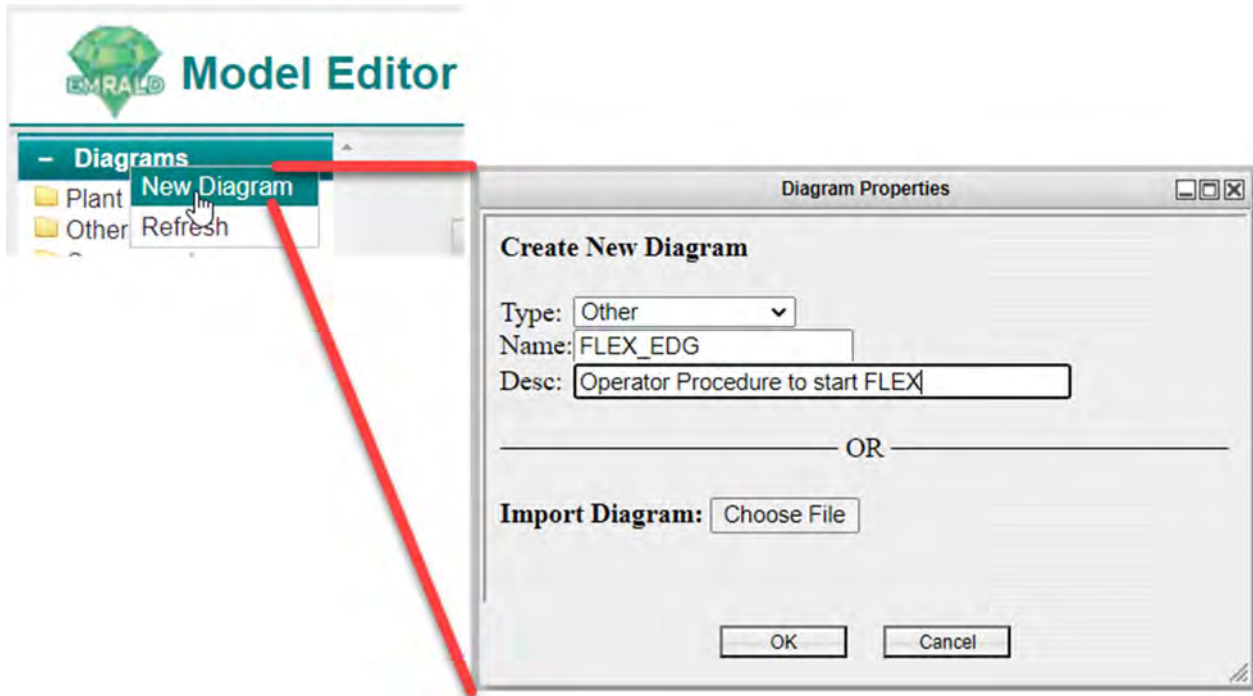 EMRALD
Model Editor
− Diagrams
Plant
New Diagram
Other
Refresh
Diagram Properties
Create New Diagram
Type: Other
Name: FLEX_EDG
Desc: Operator Procedure to start FLEX
OR
Import Diagram: Choose File
OK Cancel